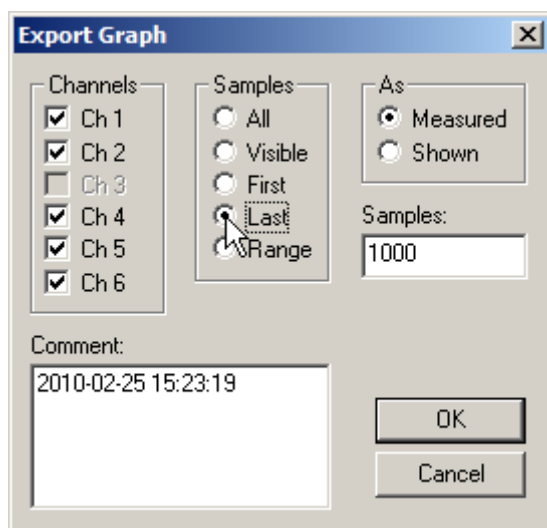 Export Graph
Channels
Ch 1
Ch 2
Ch 3
Ch 4
Ch 5
Ch 6
Samples
All
Visible
First
Last
Range
As
Measured
Shown
Samples:
1000
Comment:
2010-02-25 15:23:19
OK
Cancel